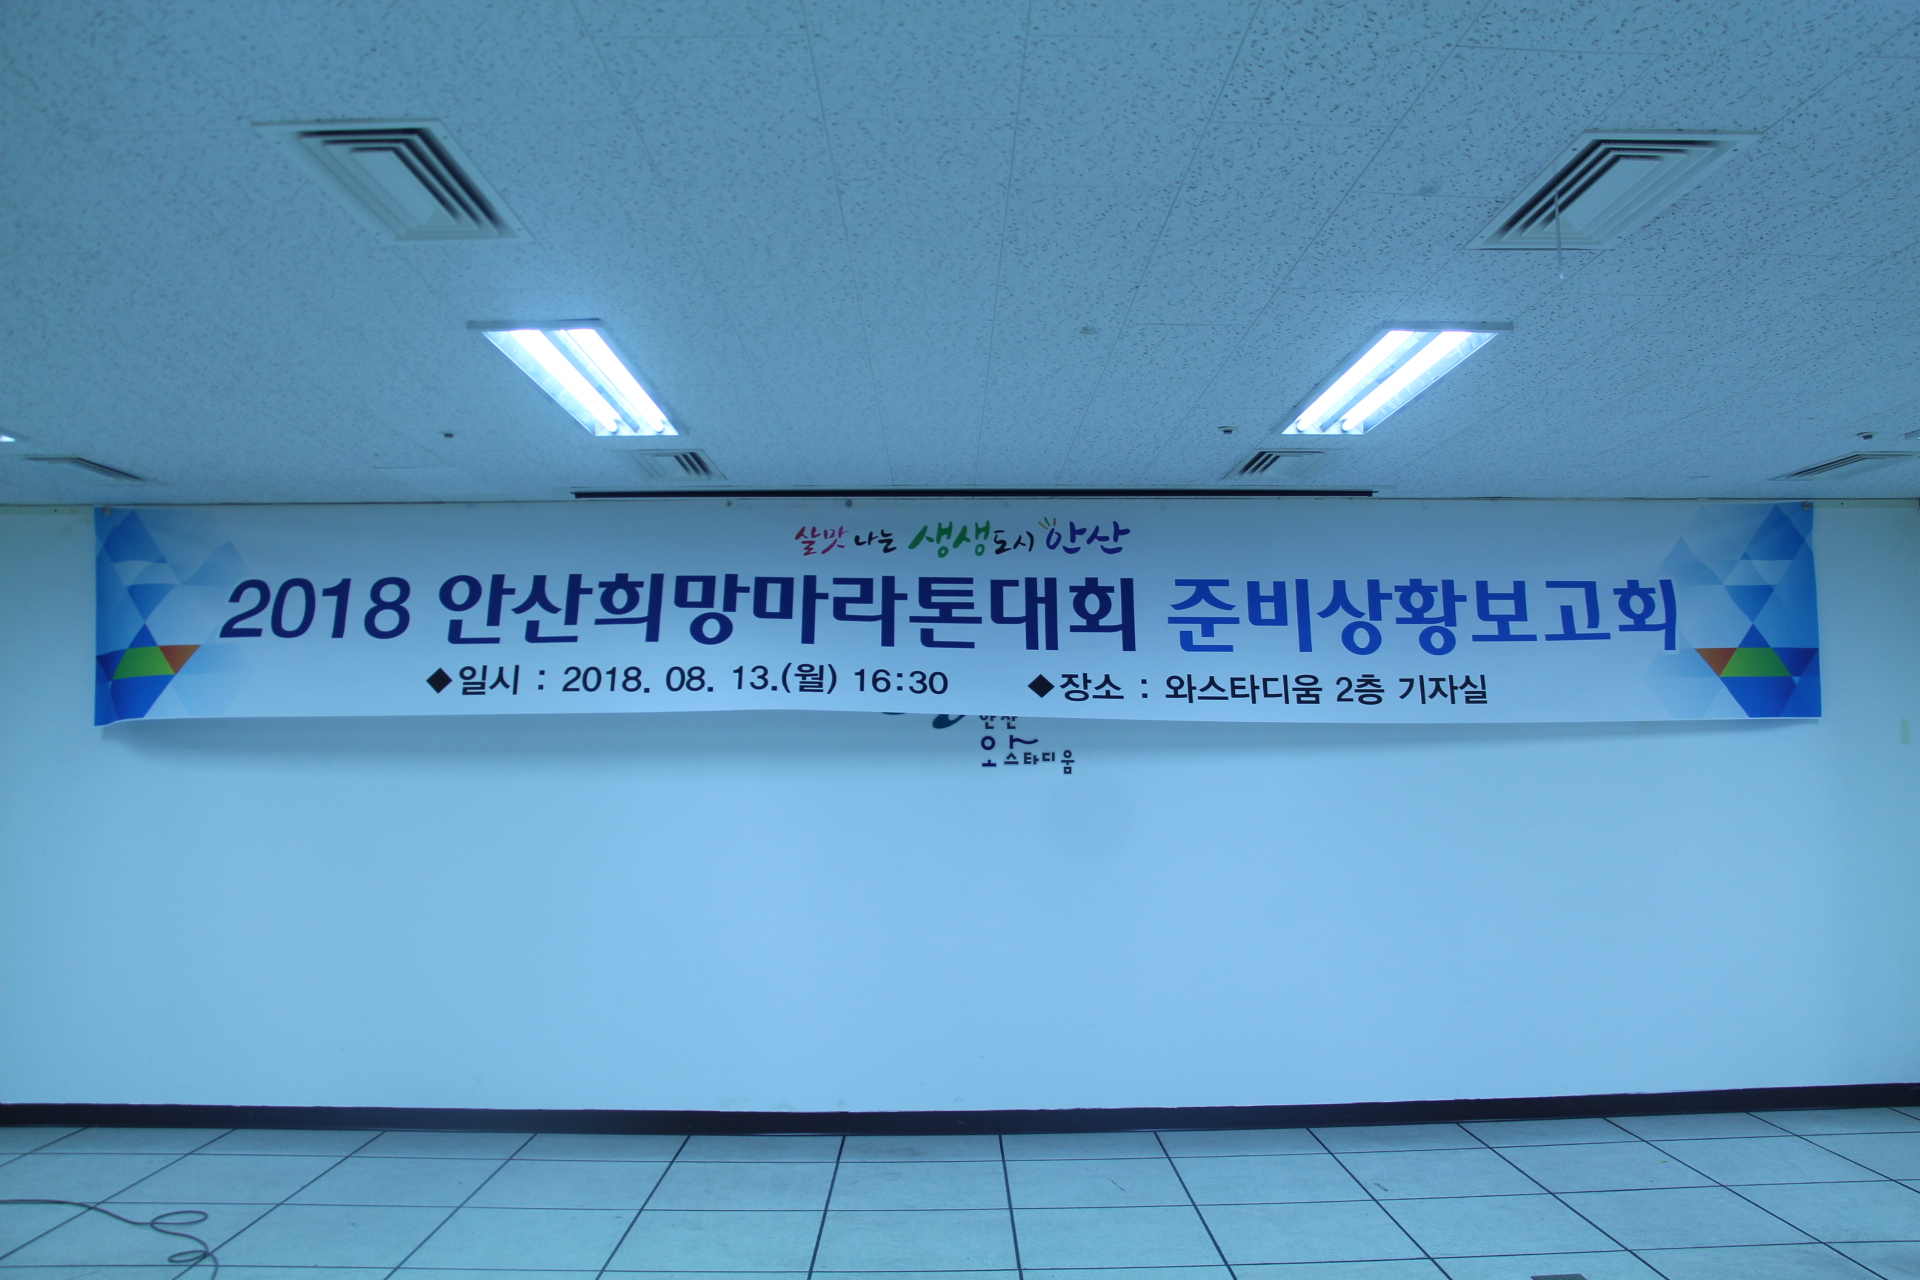 살맛 나는 생생도시 안산
2018 안산희망마라톤대회 준비상황보고회
◆일시 : 2018. 08. 13.(월) 16:30 ◆장소 : 와스타디움 2층 기자실
안산
와~
스타디움